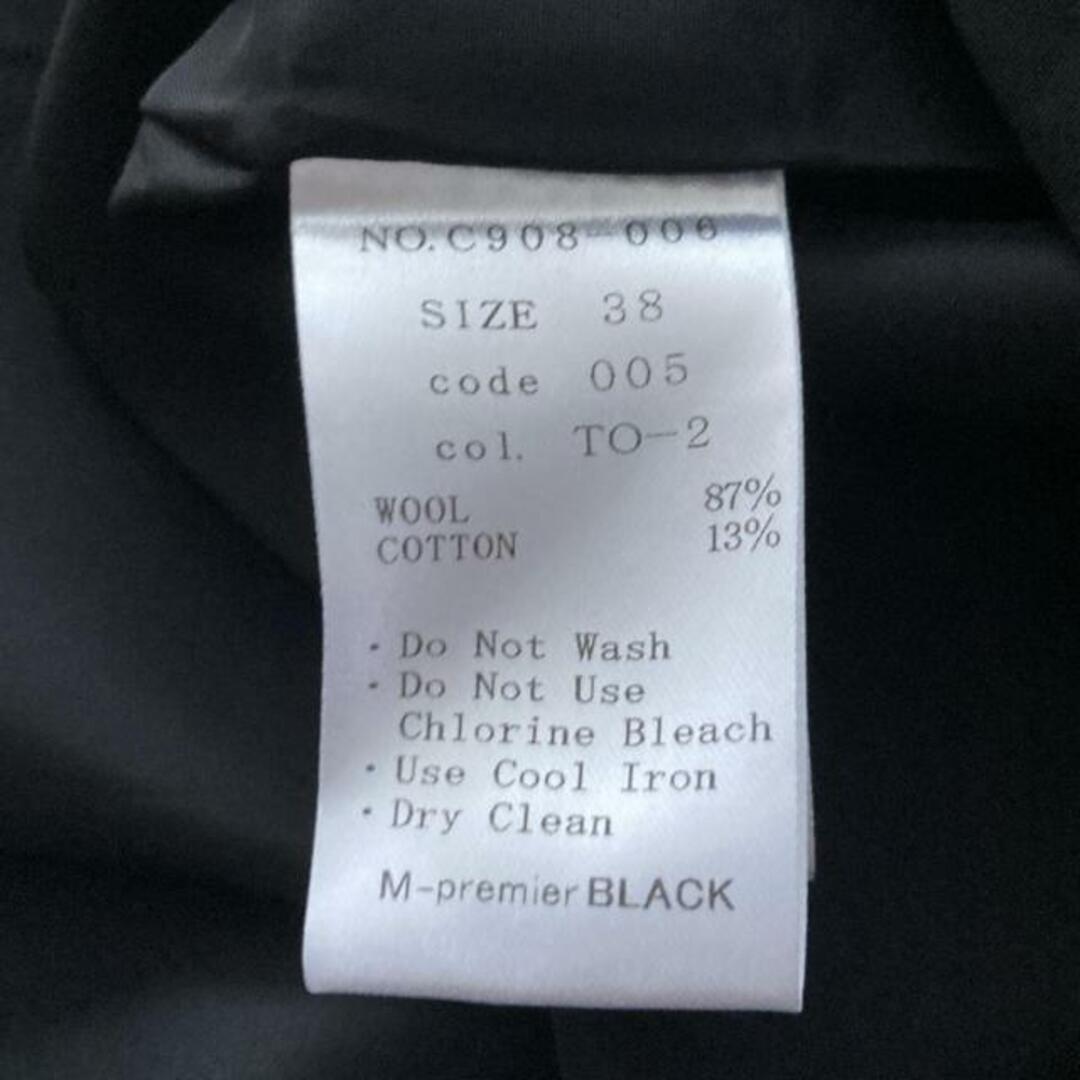 NO.C908-006
SIZE 38
code 005
col. TO-2
WOOL 87%
COTTON 13%
・Do Not Wash
・Do Not Use
Chlorine Bleach
・Use Cool Iron
・Dry Clean
M-premier BLACK